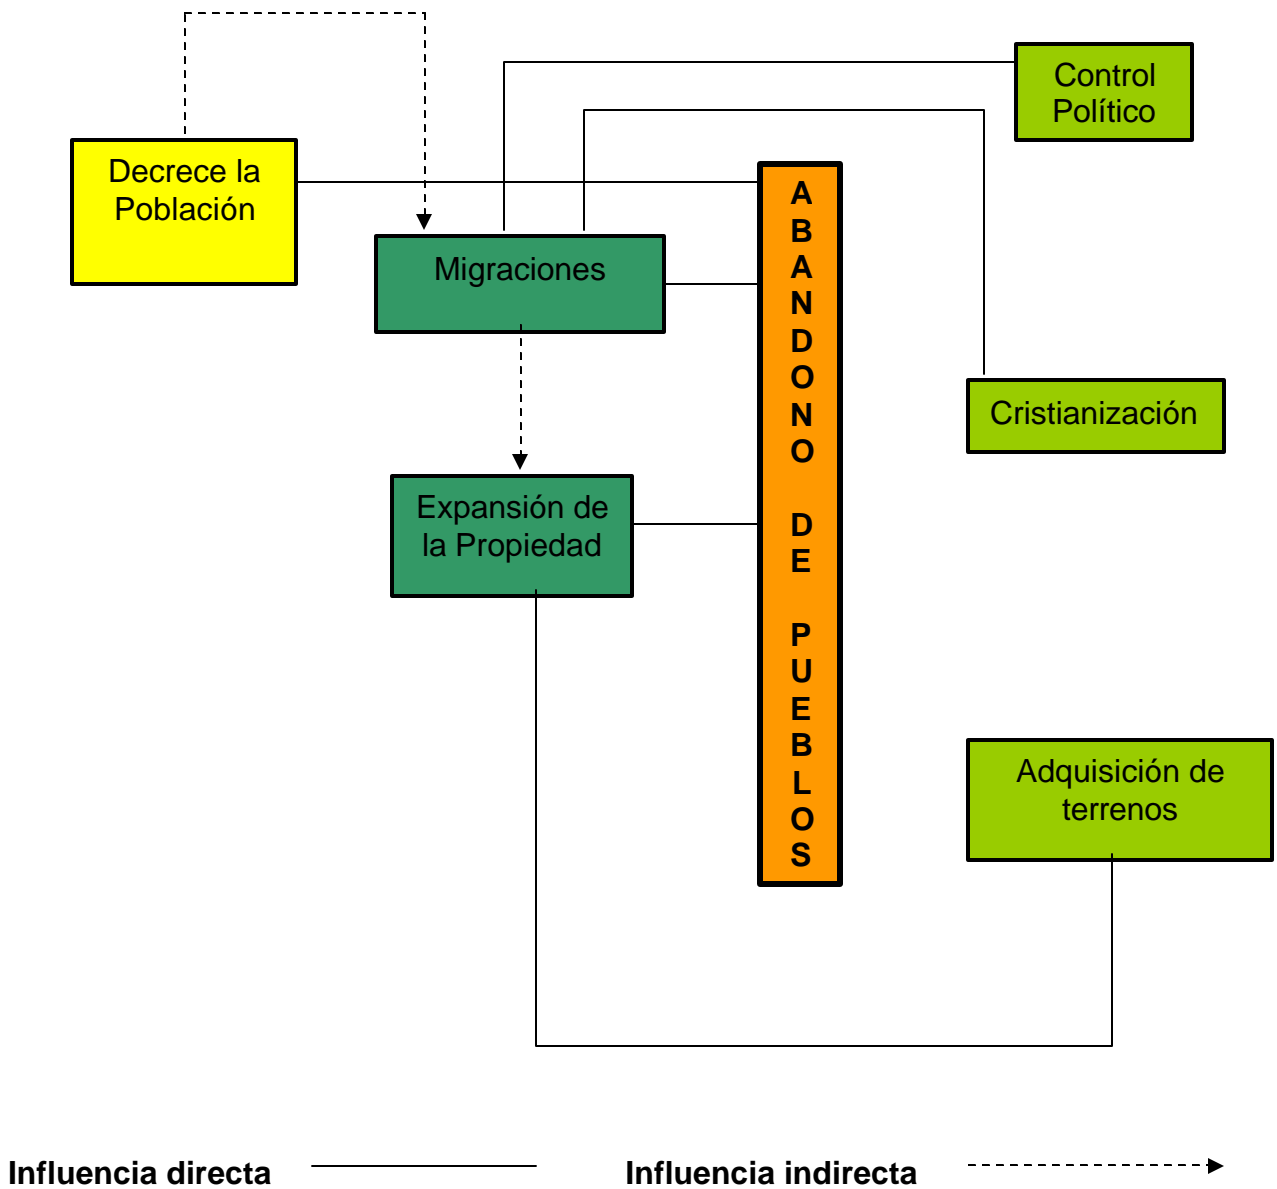 Control
Político
Decrece la
Población
A
B
A
N
D
O
N
O
D
E
P
U
E
B
L
O
S
Migraciones
Cristianización
Expansión de
la Propiedad
Adquisición de
terrenos
Influencia directa
Influencia indirecta